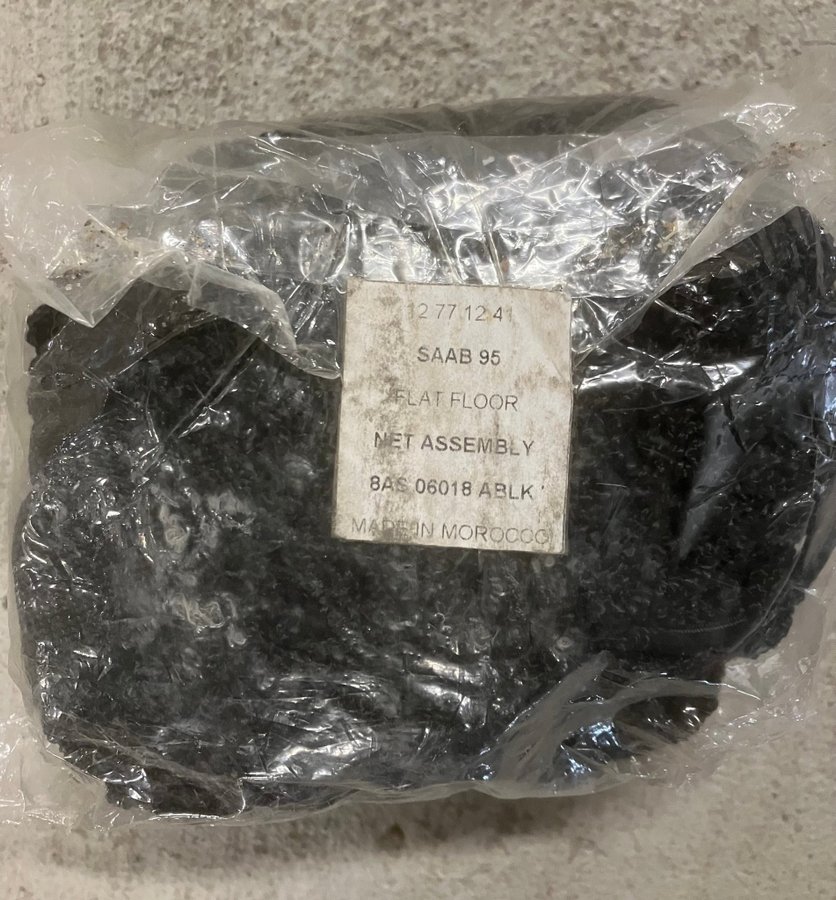 12 77 12 41
SAAB 95
FLAT FLOOR
NET ASSEMBLY
8AS 06018 ABLK
MADE IN MOROCCO